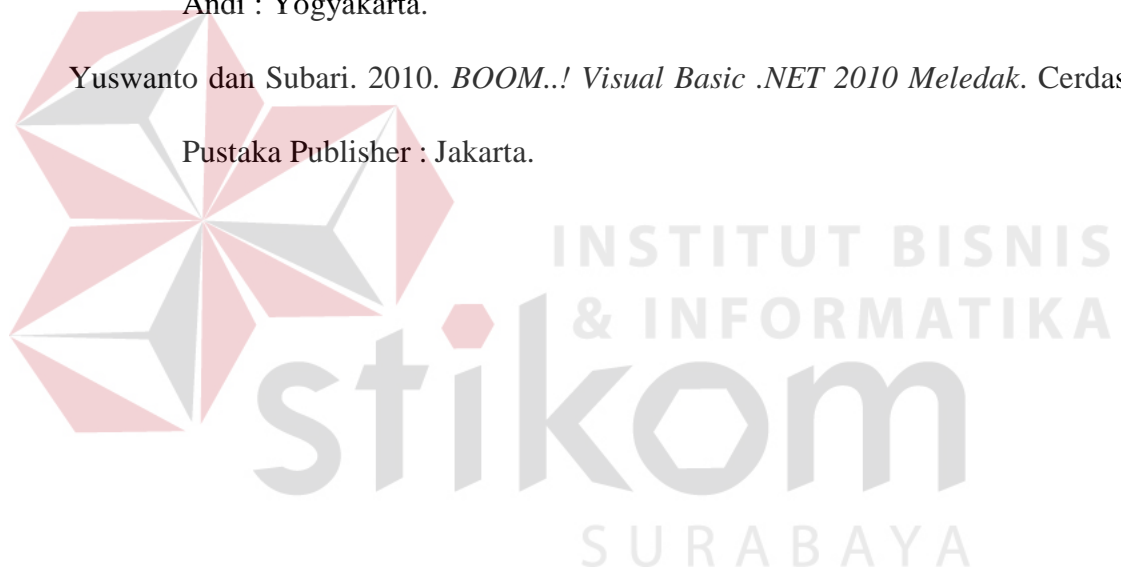 Andi : Yogyakarta.
Yuswanto dan Subari. 2010. BOOM..! Visual Basic .NET 2010 Meledak. Cerdas
Pustaka Publisher : Jakarta.
INSTITUT BISNIS
& INFORMATIKA
stikom
SURABAYA